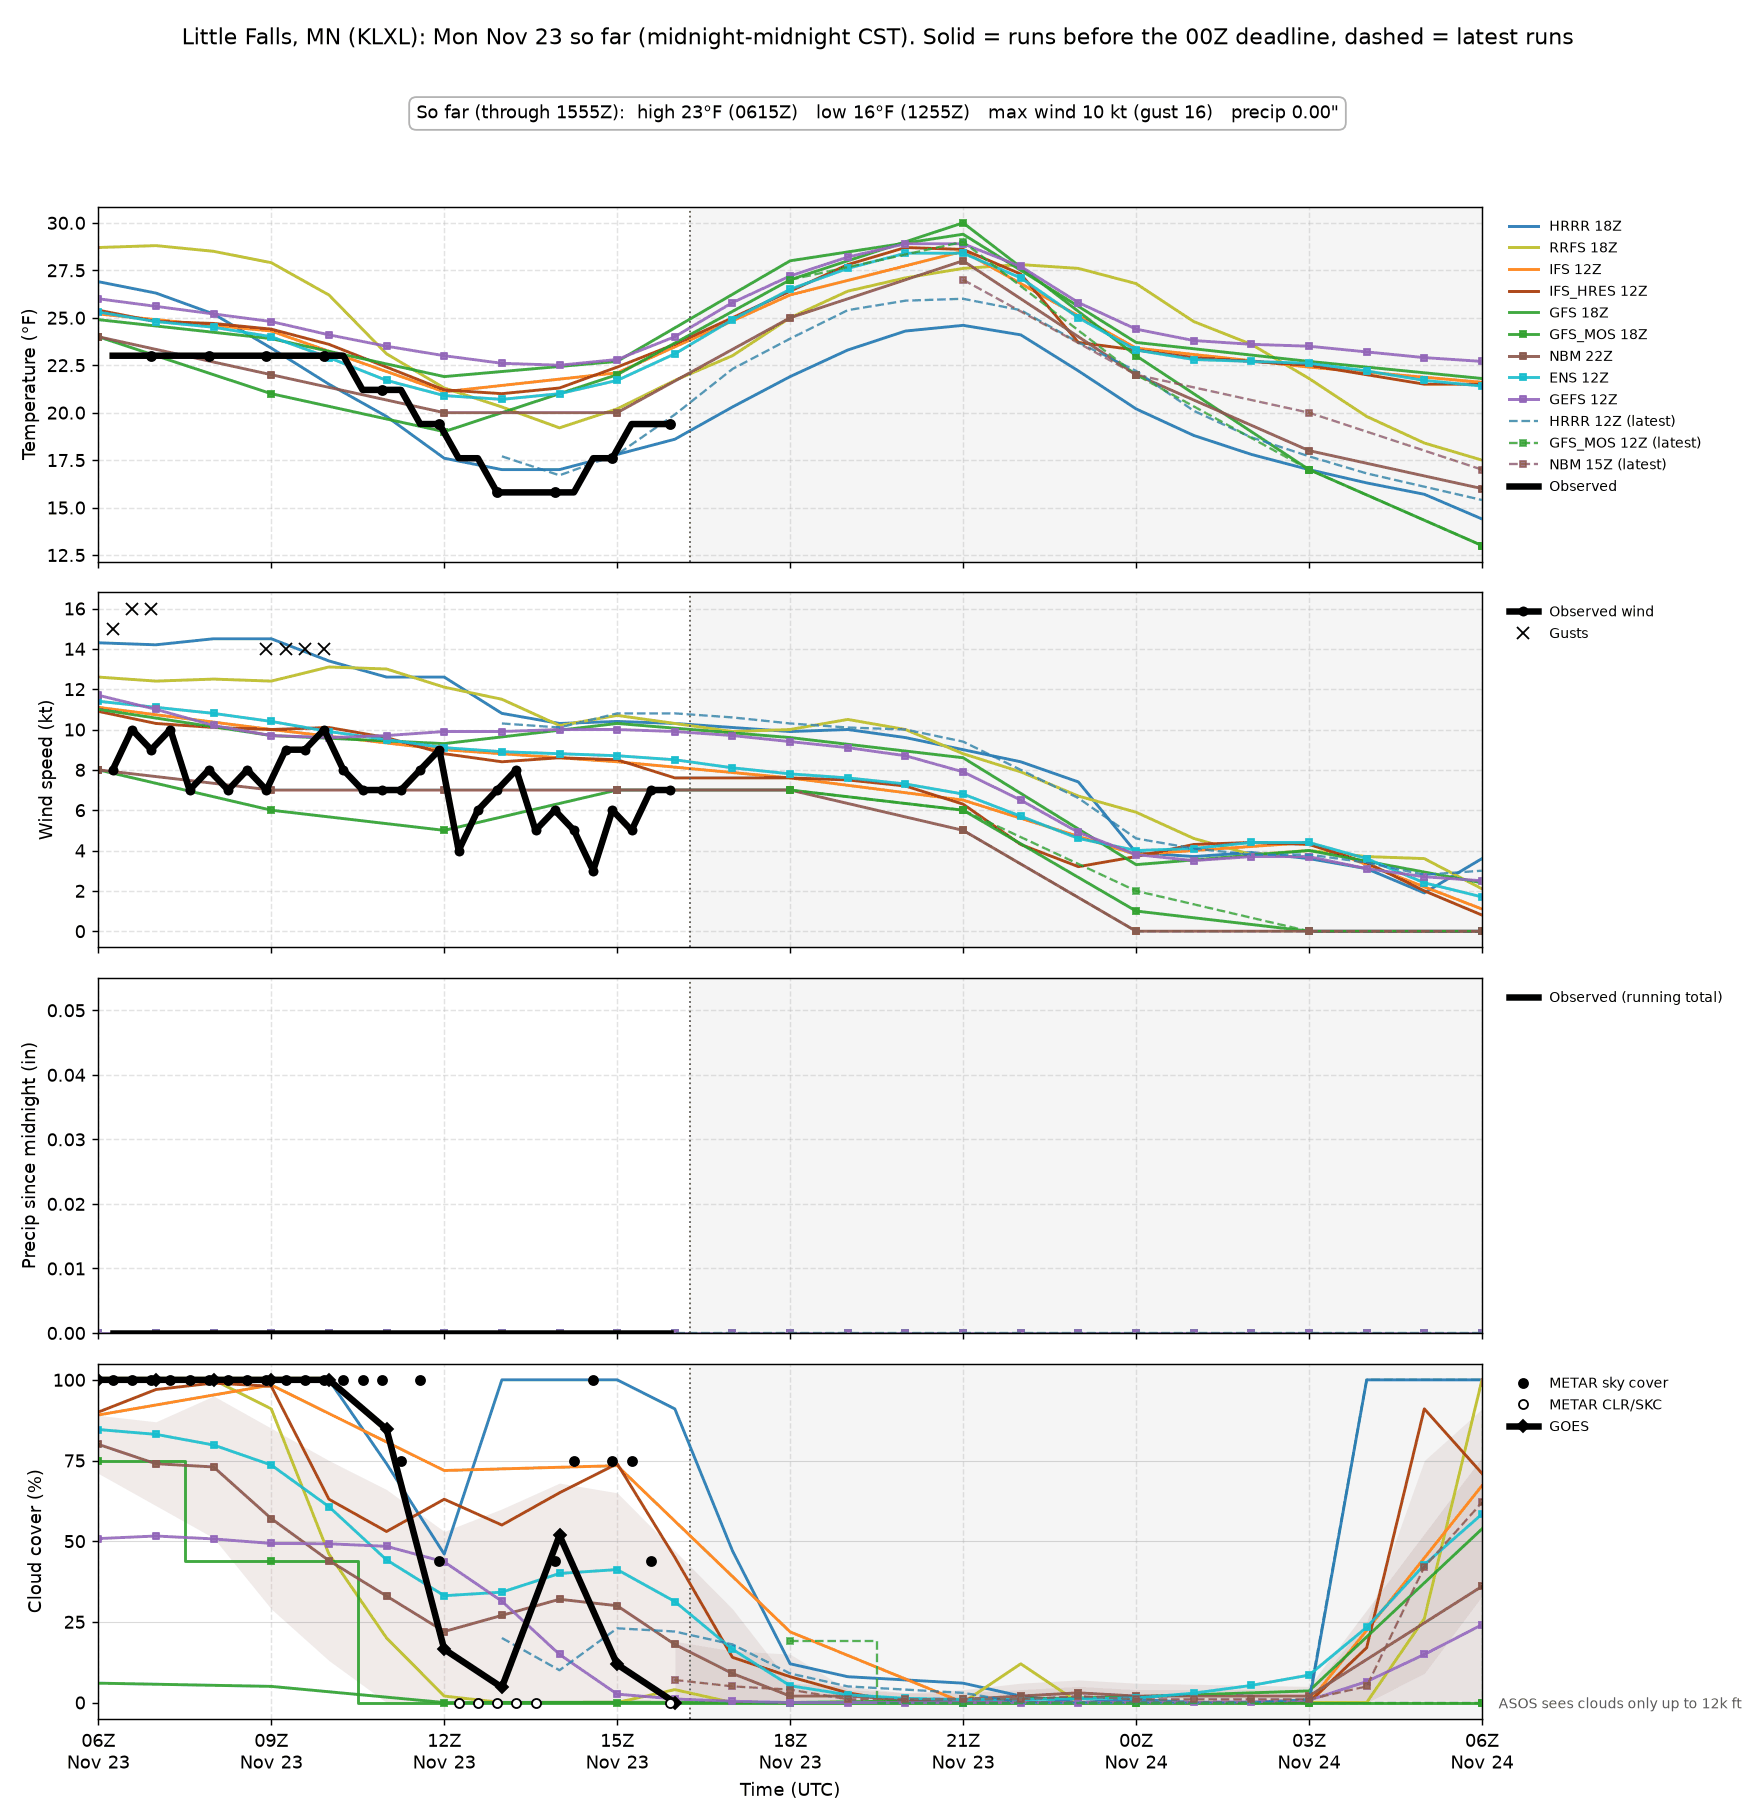 Little Falls, MN (KLXL): Mon Nov 23 so far (midnight-midnight CST). Solid = runs before the 00Z deadline, dashed = latest runs
So far (through 1555Z):  high 23°F (0615Z)   low 16°F (1255Z)   max wind 10 kt (gust 16)   precip 0.00"
Temperature (°F)
30.0
27.5
25.0
22.5
20.0
17.5
15.0
12.5
HRRR 18Z
RRFS 18Z
IFS 12Z
IFS_HRES 12Z
GFS 18Z
GFS_MOS 18Z
NBM 22Z
ENS 12Z
GEFS 12Z
HRRR 12Z (latest)
GFS_MOS 12Z (latest)
NBM 15Z (latest)
Observed
Wind speed (kt)
16
14
12
10
8
6
4
2
0
Observed wind
Gusts
Precip since midnight (in)
0.05
0.04
0.03
0.02
0.01
0.00
Observed (running total)
Cloud cover (%)
100
75
50
25
0
METAR sky cover
METAR CLR/SKC
GOES
ASOS sees clouds only up to 12k ft
06Z
Nov 23
09Z
Nov 23
12Z
Nov 23
15Z
Nov 23
18Z
Nov 23
21Z
Nov 23
00Z
Nov 24
03Z
Nov 24
06Z
Nov 24
Time (UTC)